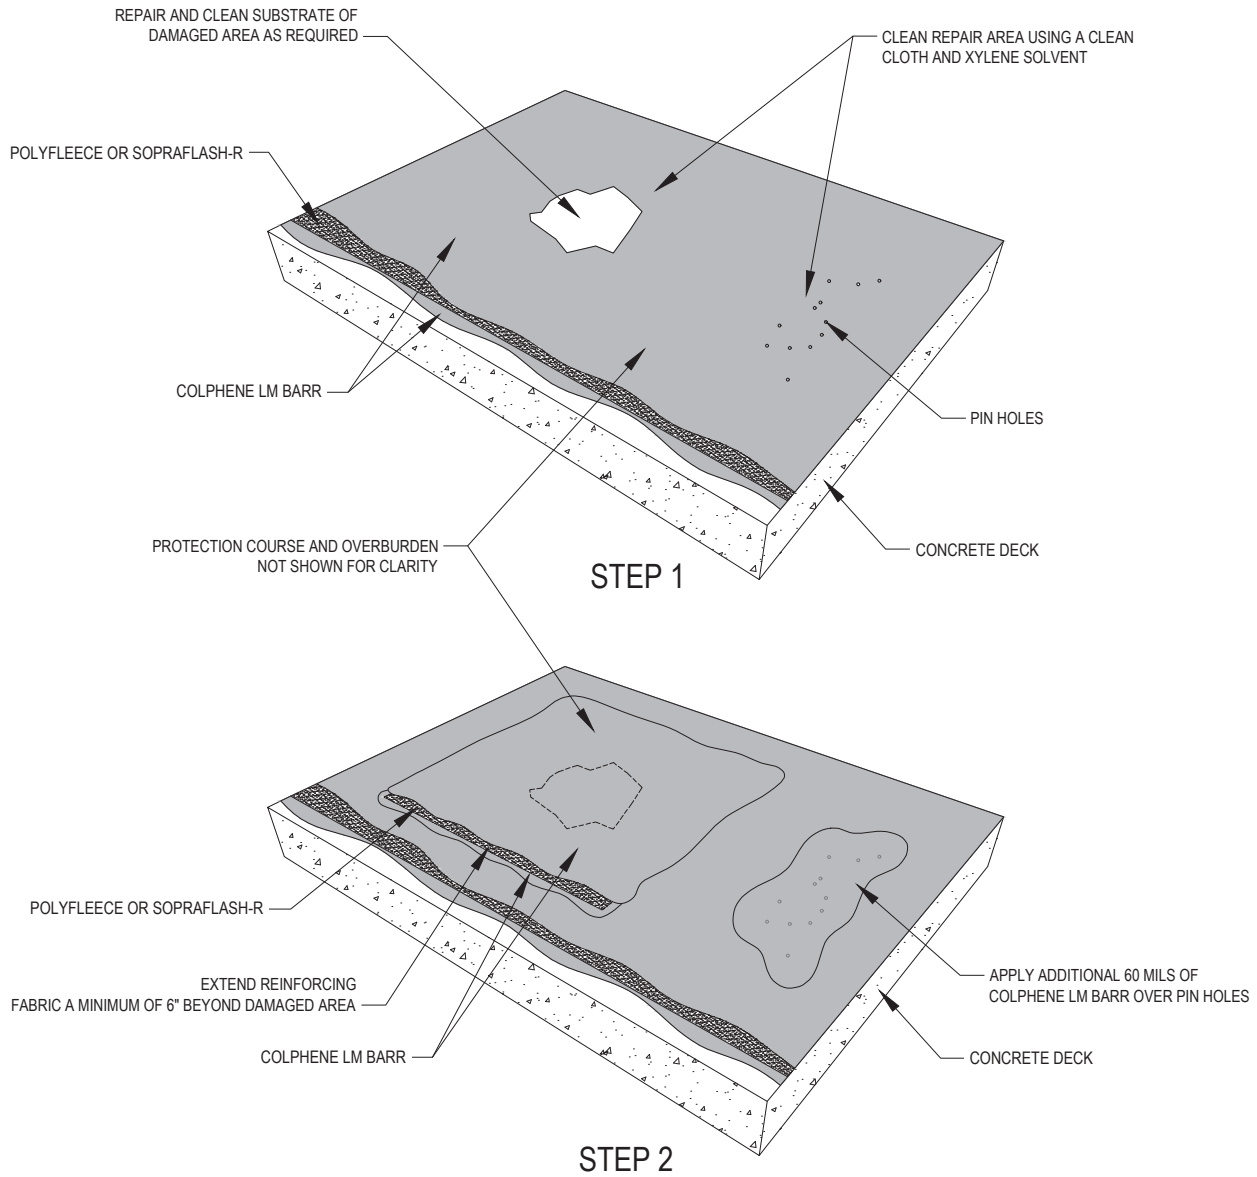 REPAIR AND CLEAN SUBSTRATE OF
DAMAGED AREA AS REQUIRED
CLEAN REPAIR AREA USING A CLEAN
CLOTH AND XYLENE SOLVENT
POLYFLEECE OR SOPRAFLASH-R
COLPHENE LM BARR
PIN HOLES
PROTECTION COURSE AND OVERBURDEN
NOT SHOWN FOR CLARITY
CONCRETE DECK
STEP 1
POLYFLEECE OR SOPRAFLASH-R
EXTEND REINFORCING
FABRIC A MINIMUM OF 6" BEYOND DAMAGED AREA
APPLY ADDITIONAL 60 MILS OF
COLPHENE LM BARR OVER PIN HOLES
COLPHENE LM BARR
CONCRETE DECK
STEP 2